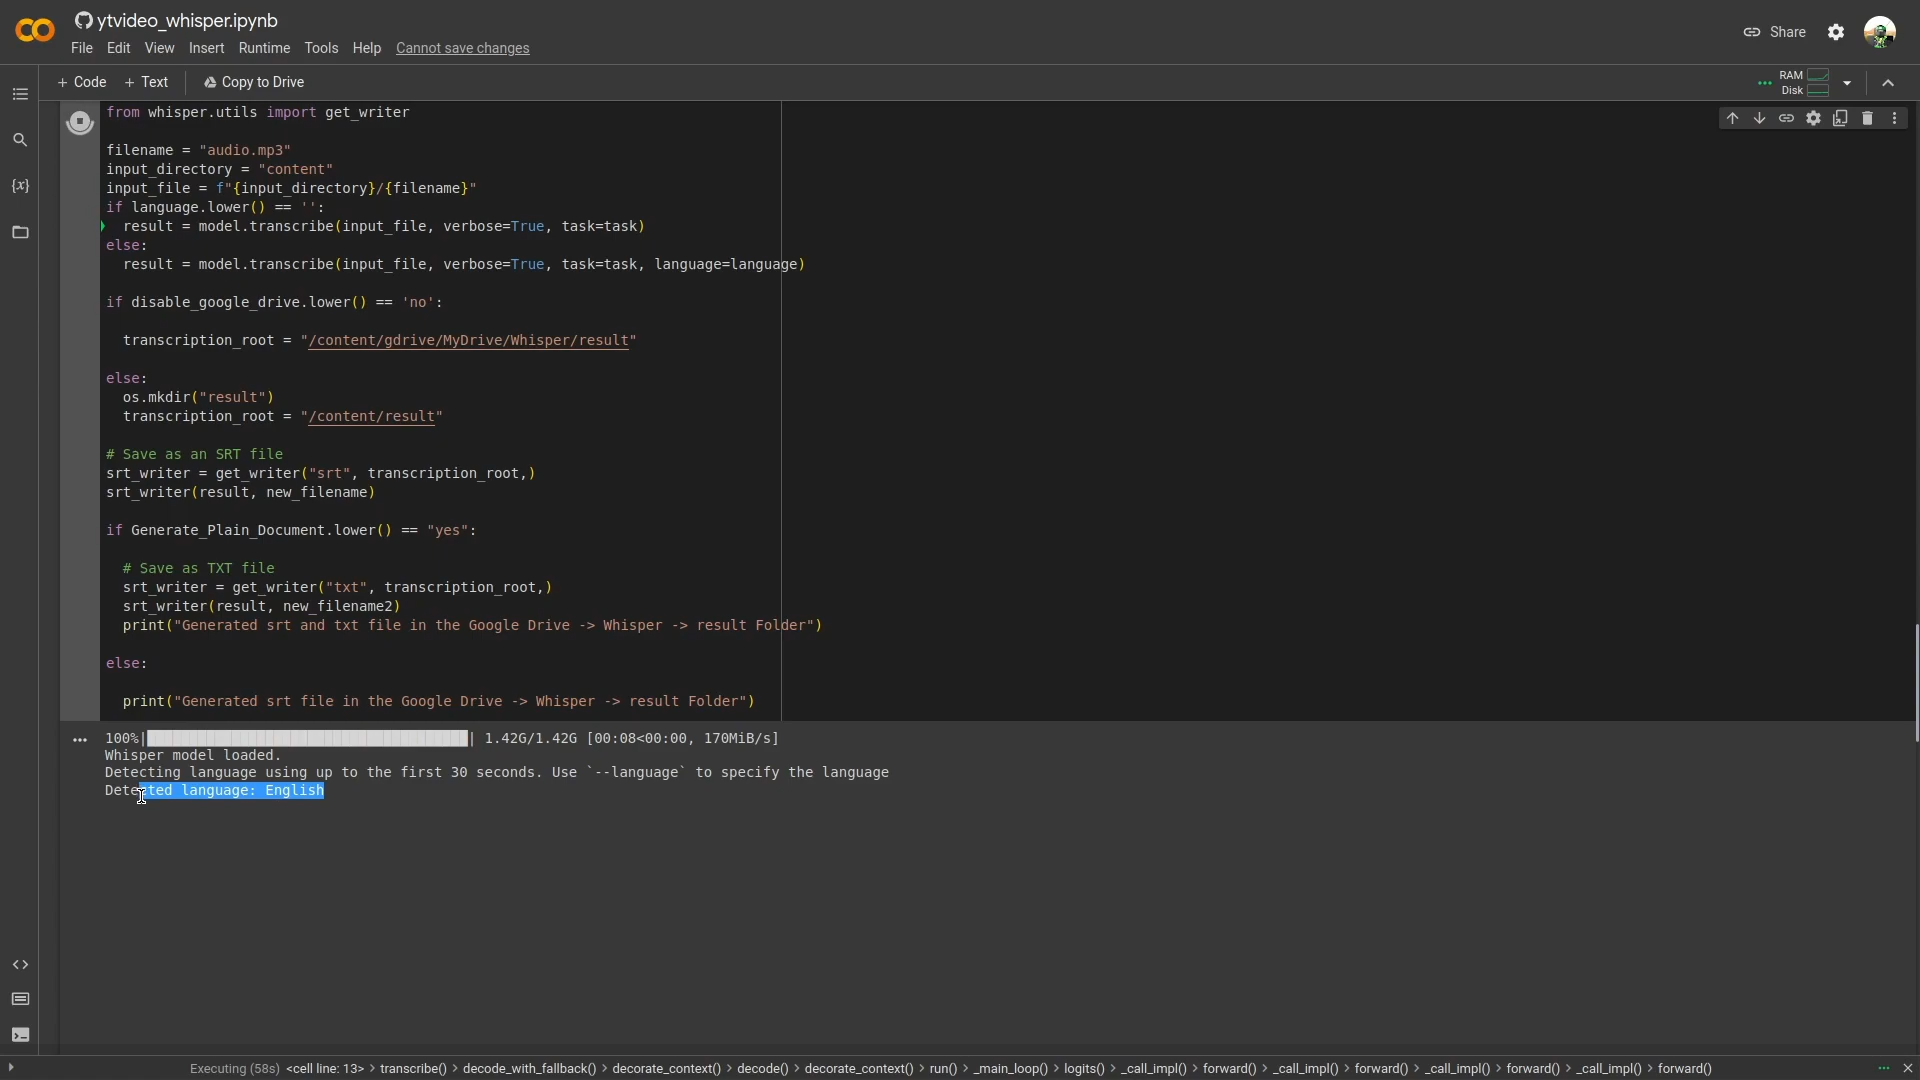 ytvideo_whisper.ipynb
File Edit View Insert Runtime Tools Help Cannot save changes
Share
+ Code + Text Copy to Drive
RAM
Disk
{x}
from whisper.utils import get_writer
filename = "audio.mp3"
input_directory = "content"
input_file = f"{input_directory}/{filename}"
if language.lower() == '':
  result = model.transcribe(input_file, verbose=True, task=task)
else:
  result = model.transcribe(input_file, verbose=True, task=task, language=language)
if disable_google_drive.lower() == 'no':
  transcription_root = "/content/gdrive/MyDrive/Whisper/result"
else:
  os.mkdir("result")
  transcription_root = "/content/result"
# Save as an SRT file
srt_writer = get_writer("srt", transcription_root,)
srt_writer(result, new_filename)
if Generate_Plain_Document.lower() == "yes":
  # Save as TXT file
  srt_writer = get_writer("txt", transcription_root,)
  srt_writer(result, new_filename2)
  print("Generated srt and txt file in the Google Drive -> Whisper -> result Folder")
else:
  print("Generated srt file in the Google Drive -> Whisper -> result Folder")
100%|██████████████████████████████████████| 1.42G/1.42G [00:08<00:00, 170MiB/s]
Whisper model loaded.
Detecting language using up to the first 30 seconds. Use `--language` to specify the language
Detected language: English
Executing (58s) <cell line: 13> > transcribe() > decode_with_fallback() > decorate_context() > decode() > decorate_context() > run() > _main_loop() > logits() > _call_impl() > forward() > _call_impl() > forward() > _call_impl() > forward() > _call_impl() > forward()